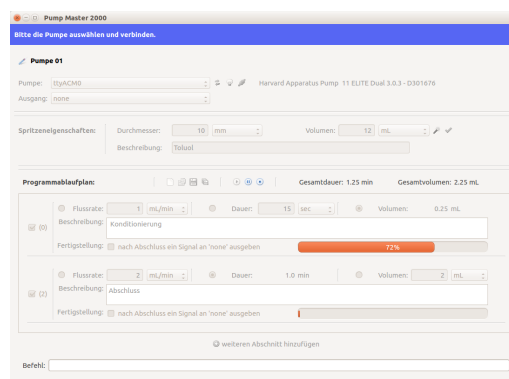 Pump Master 2000
Bitte die Pumpe auswählen und verbinden.
Pumpe 01
Pumpe: ttyACM0 Harvard Apparatus Pump 11 ELITE Dual 3.0.3 - D301676
Ausgang: none
Spritzeneigenschaften: Durchmesser: 10 mm Volumen: 12 mL
Beschreibung: Toluol
Programmablaufplan: Gesamtdauer: 1.25 min Gesamtvolumen: 2.25 mL
Flussrate: 1 mL/min Dauer: 15 sec Volumen: 0.25 mL
(0) Beschreibung: Konditionierung
Fertigstellung: nach Abschluss ein Signal an 'none' ausgeben 72%
Flussrate: 2 mL/min Dauer: 1.0 min Volumen: 2 mL
(2) Beschreibung: Abschluss
Fertigstellung: nach Abschluss ein Signal an 'none' ausgeben
weiteren Abschnitt hinzufügen
Befehl: